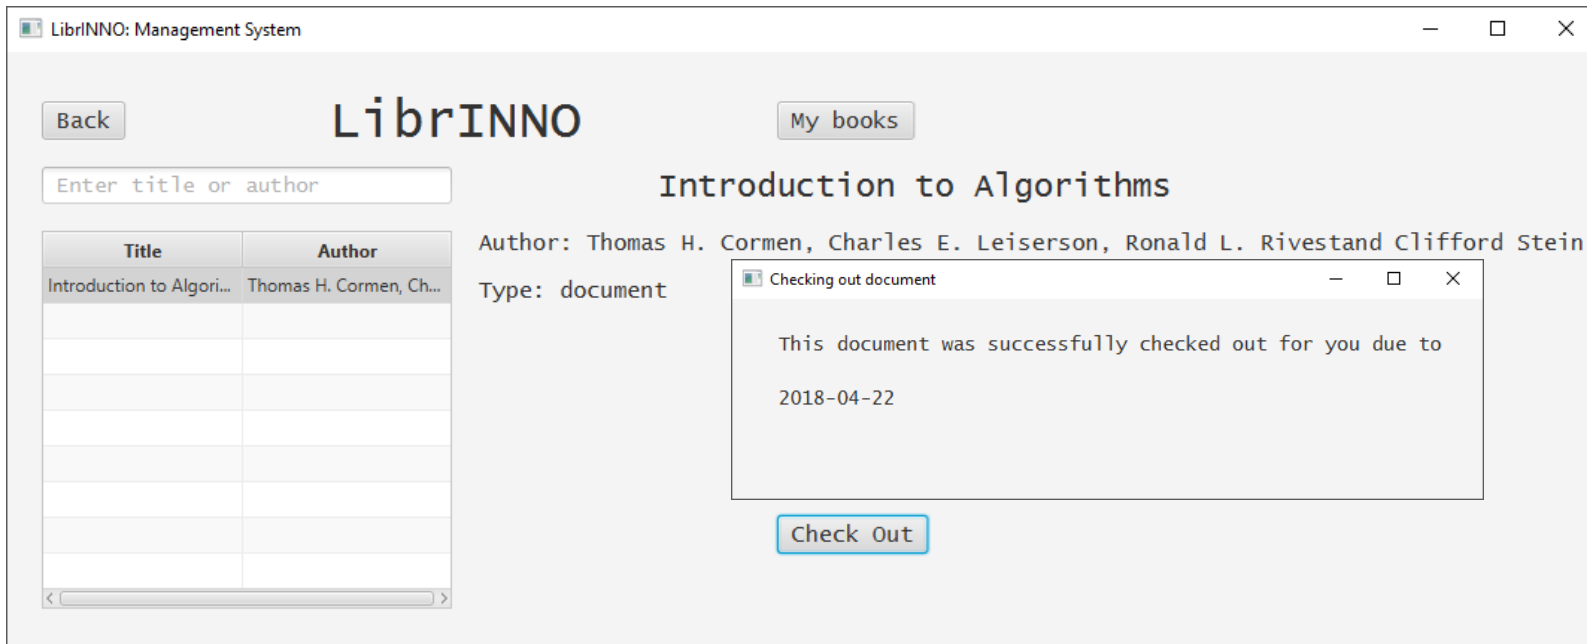 LibrINNO: Management System
Back
LibrINNO
My books
Enter title or author
Introduction to Algorithms
Title Author
Introduction to Algori... Thomas H. Cormen, Ch...
Author: Thomas H. Cormen, Charles E. Leiserson, Ronald L. Rivestand Clifford Stein
Type: document
Checking out document
This document was successfully checked out for you due to
2018-04-22
Check Out